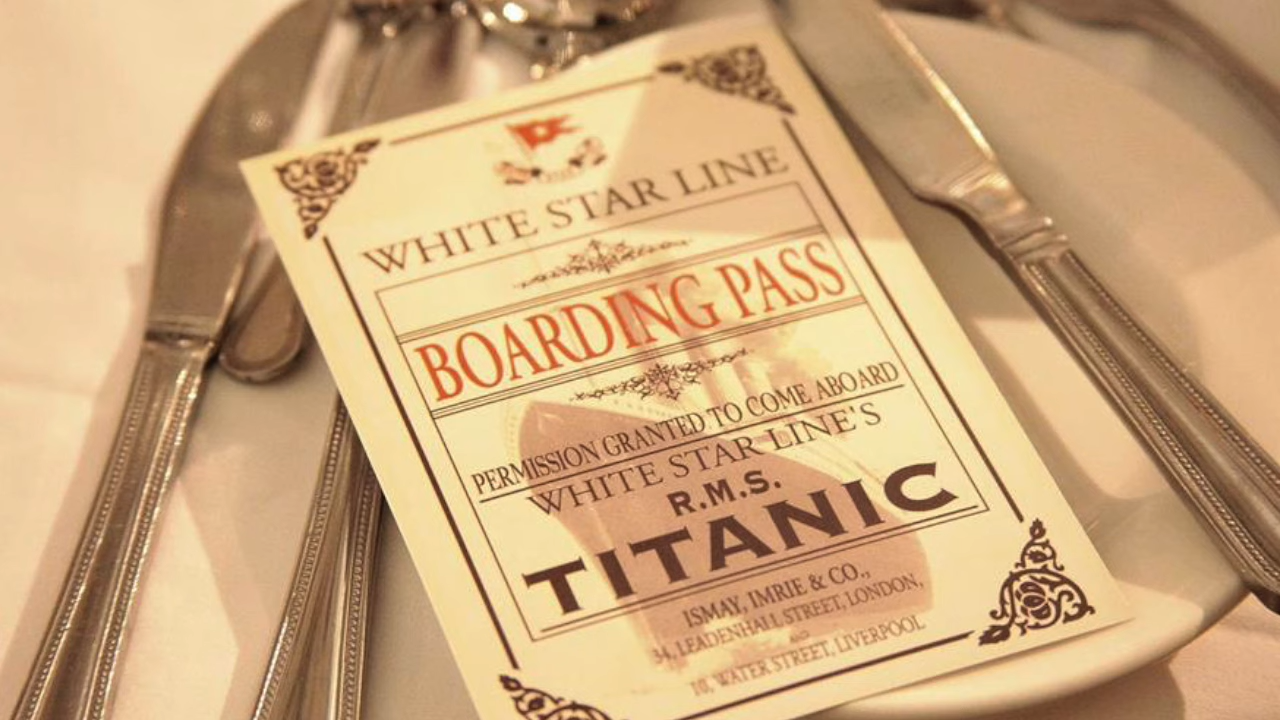 WHITE STAR LINE
BOARDING PASS
PERMISSION GRANTED TO COME ABOARD
WHITE STAR LINE'S
R.M.S.
TITANIC
ISMAY, IMRIE & CO.,
34, LEADENHALL STREET, LONDON,
AND
10, WATER STREET, LIVERPOOL